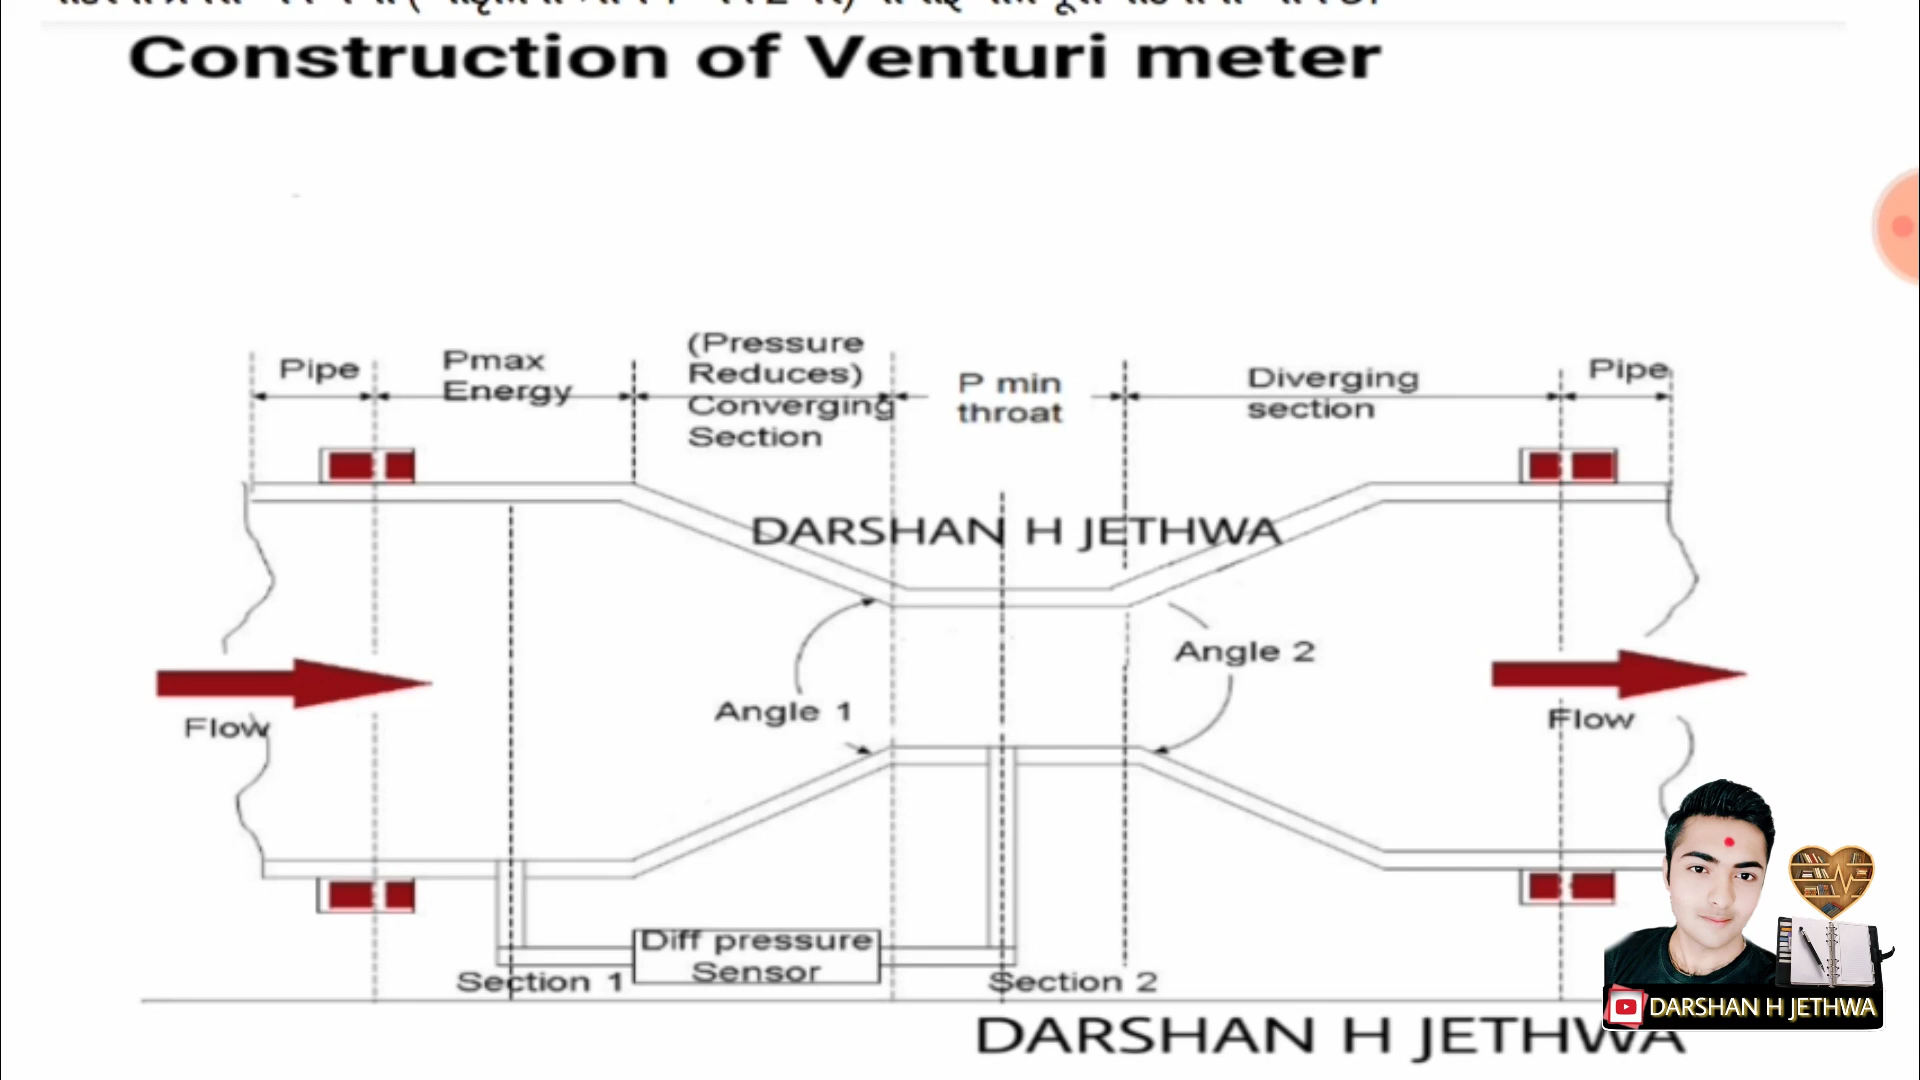 Construction of Venturi meter
Pipe
Pmax
Energy
(Pressure
Reduces)
Converging
Section
P min
throat
Diverging
section
Pipe
DARSHAN H JETHWA
Angle 2
Angle 1
Flow
Flow
Diff pressure
Sensor
Section 1
Section 2
DARSHAN H JETHWA
DARSHAN H JETHWA